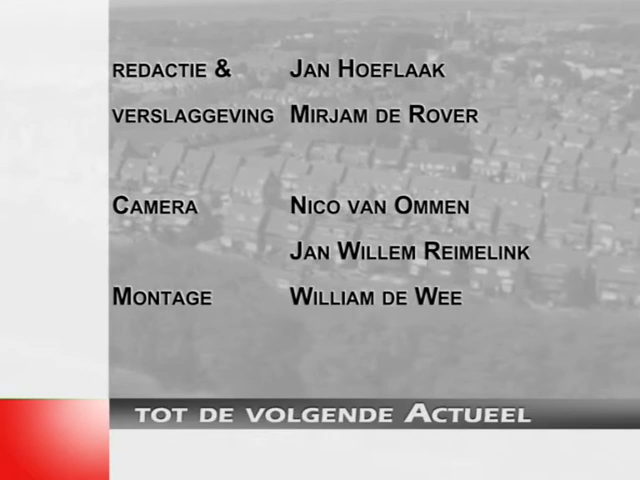 REDACTIE & JAN HOEFLAAK
VERSLAGGEVING MIRJAM DE ROVER
CAMERA NICO VAN OMMEN
JAN WILLEM REIMELINK
MONTAGE WILLIAM DE WEE
TOT DE VOLGENDE ACTUEEL